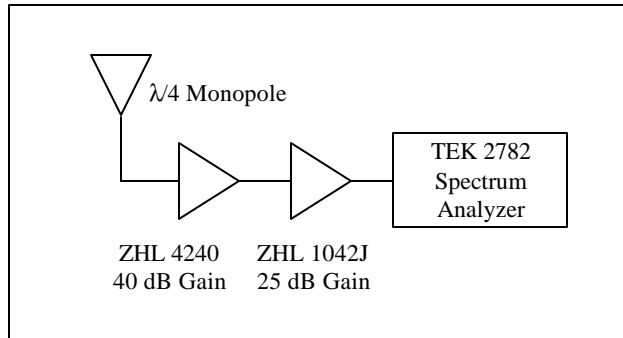 λ/4 Monopole
TEK 2782
Spectrum
Analyzer
ZHL 4240
40 dB Gain
ZHL 1042J
25 dB Gain